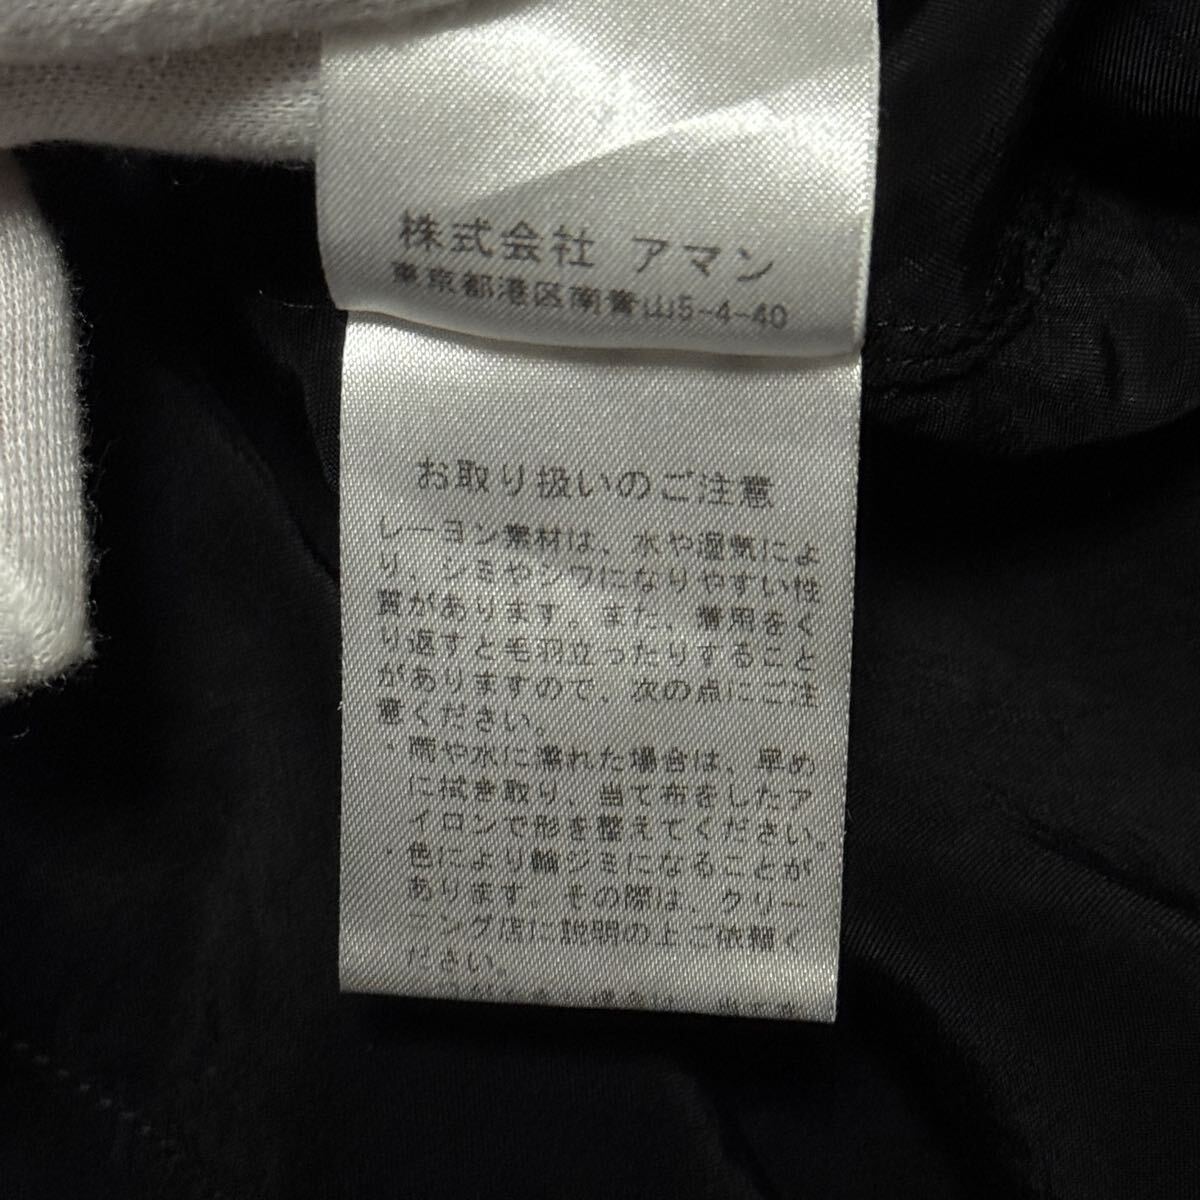 株式会社 アマン
東京都港区南青山5-4-40
お取り扱いのご注意
レーヨン素材は、水や湿気によ
り、シミやシワになりやすい性
質があります。また、着用をく
り返すと毛羽立ったりすること
がありますので、次の点にご注
意ください。
・雨や水に濡れた場合は、早め
に拭き取り、当て布をしたア
イロンで形を整えてください。
・色により輪ジミになることが
あります。その際は、クリー
ニング店に説明の上ご依頼く
ださい。